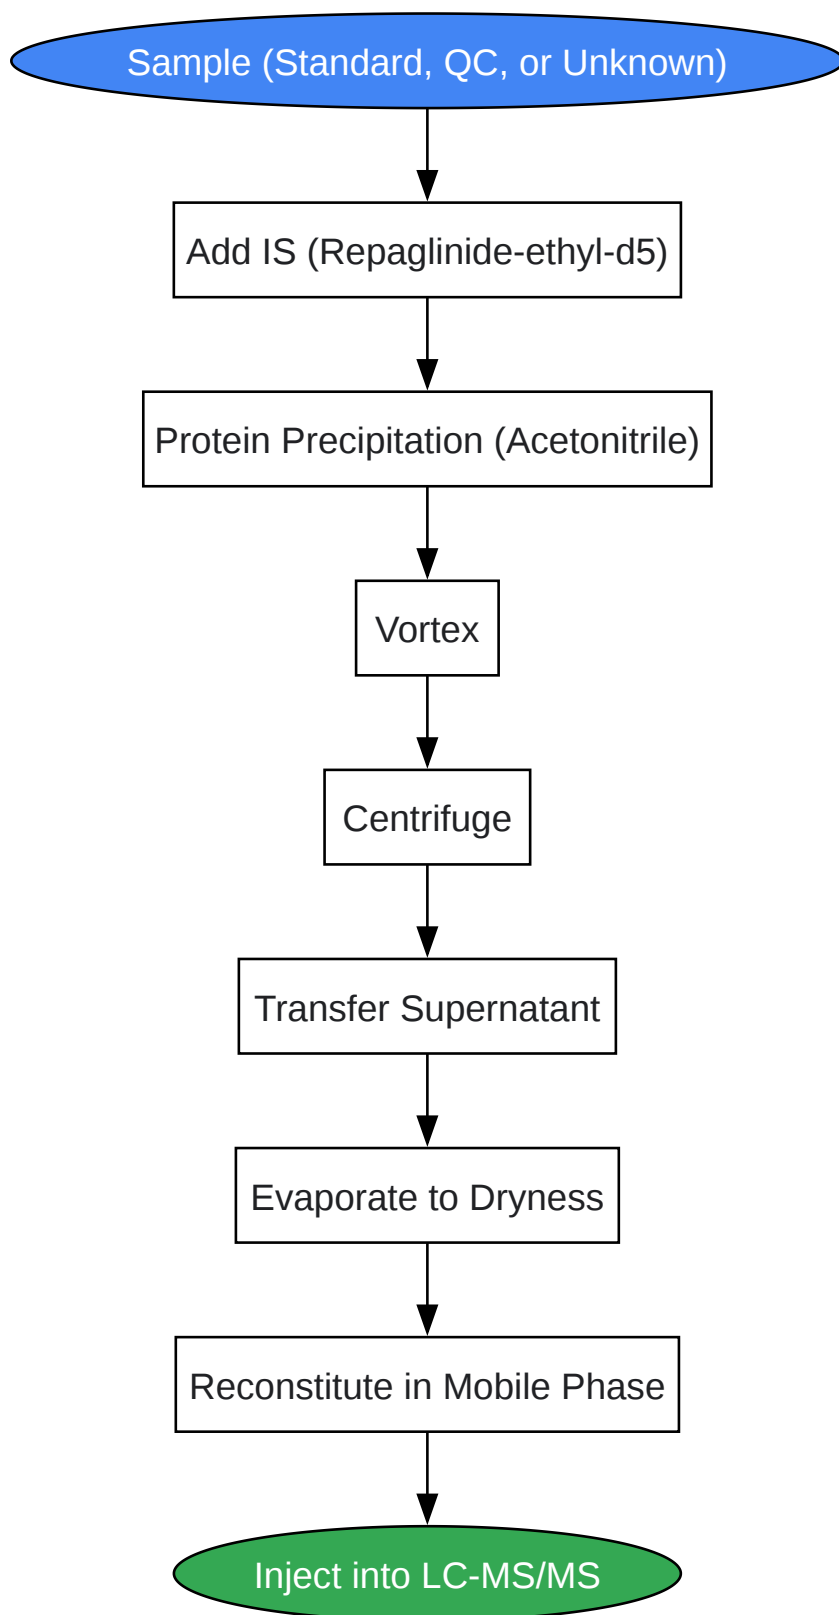 Sample (Standard, QC, or Unknown)
Add IS (Repaglinide-ethyl-d5)
Protein Precipitation (Acetonitrile)
Vortex
Centrifuge
Transfer Supernatant
Evaporate to Dryness
Reconstitute in Mobile Phase
Inject into LC-MS/MS